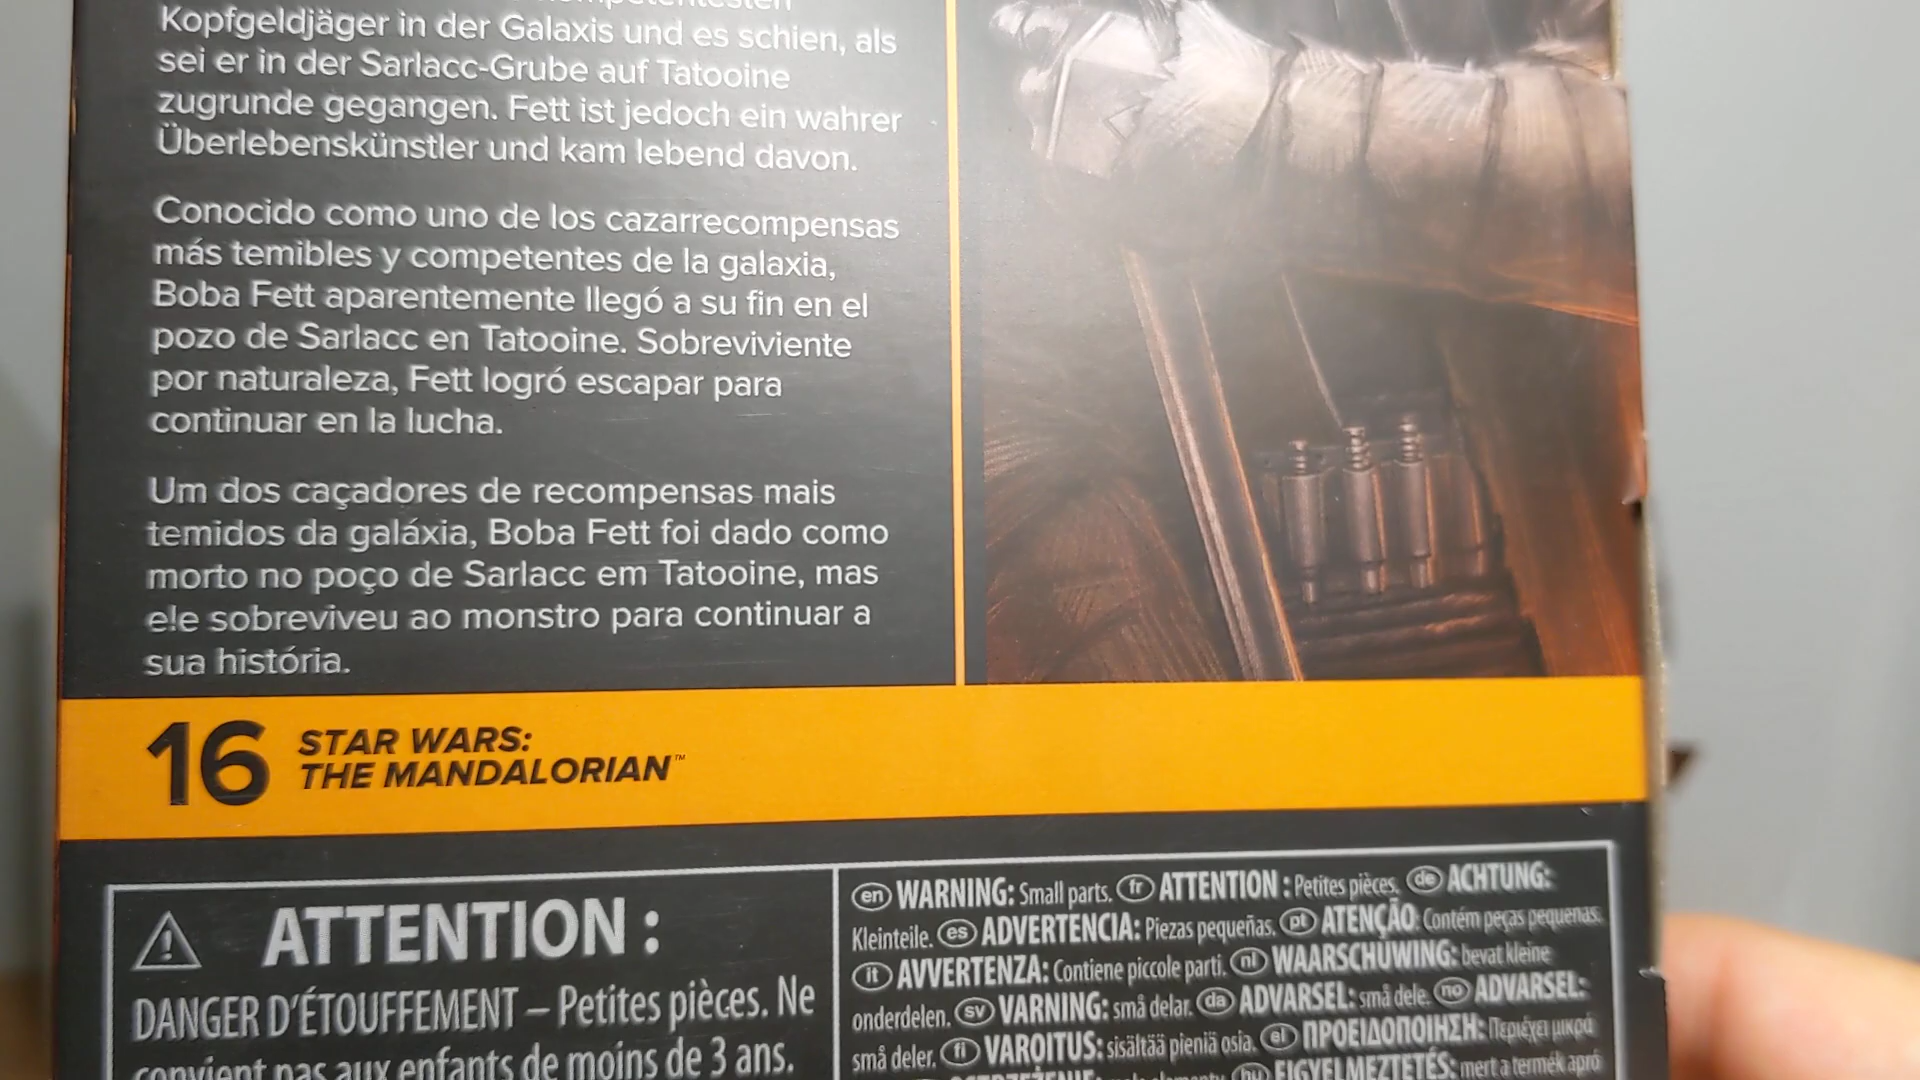 Kopfgeldjäger in der Galaxis und es schien, als
sei er in der Sarlacc-Grube auf Tatooine
zugrunde gegangen. Fett ist jedoch ein wahrer
Überlebenskünstler und kam lebend davon.
Conocido como uno de los cazarrecompensas
más temibles y competentes de la galaxia,
Boba Fett aparentemente llegó a su fin en el
pozo de Sarlacc en Tatooine. Sobreviviente
por naturaleza, Fett logró escapar para
continuar en la lucha.
Um dos caçadores de recompensas mais
temidos da galáxia, Boba Fett foi dado como
morto no poço de Sarlacc em Tatooine, mas
ele sobreviveu ao monstro para continuar a
sua história.
16 STAR WARS:
THE MANDALORIAN™
ATTENTION :
DANGER D'ÉTOUFFEMENT – Petites pièces. Ne
convient pas aux enfants de moins de 3 ans.
en WARNING: Small parts. fr ATTENTION : Petites pièces. de ACHTUNG:
Kleinteile. es ADVERTENCIA: Piezas pequeñas. pt ATENÇÃO: Contém peças pequenas.
it AVVERTENZA: Contiene piccole parti. nl WAARSCHUWING: bevat kleine
onderdelen. sv VARNING: små delar. da ADVARSEL: små dele. no ADVARSEL:
små deler. fi VAROITUS: sisältää pieniä osia. el ΠΡΟΕΙΔΟΠΟΙΗΣΗ: Περιέχει μικρά
hu FIGYELMEZTETÉS: mert a termék apró